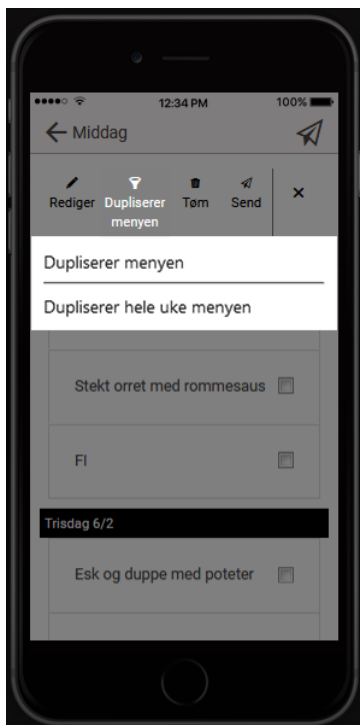 12:34 PM 100%
Middag
Rediger Dupliserer menyen Tøm Send ×
Dupliserer menyen
Dupliserer hele uke menyen
Stekt orret med rommesaus
FI
Trisdag 6/2
Esk og duppe med poteter